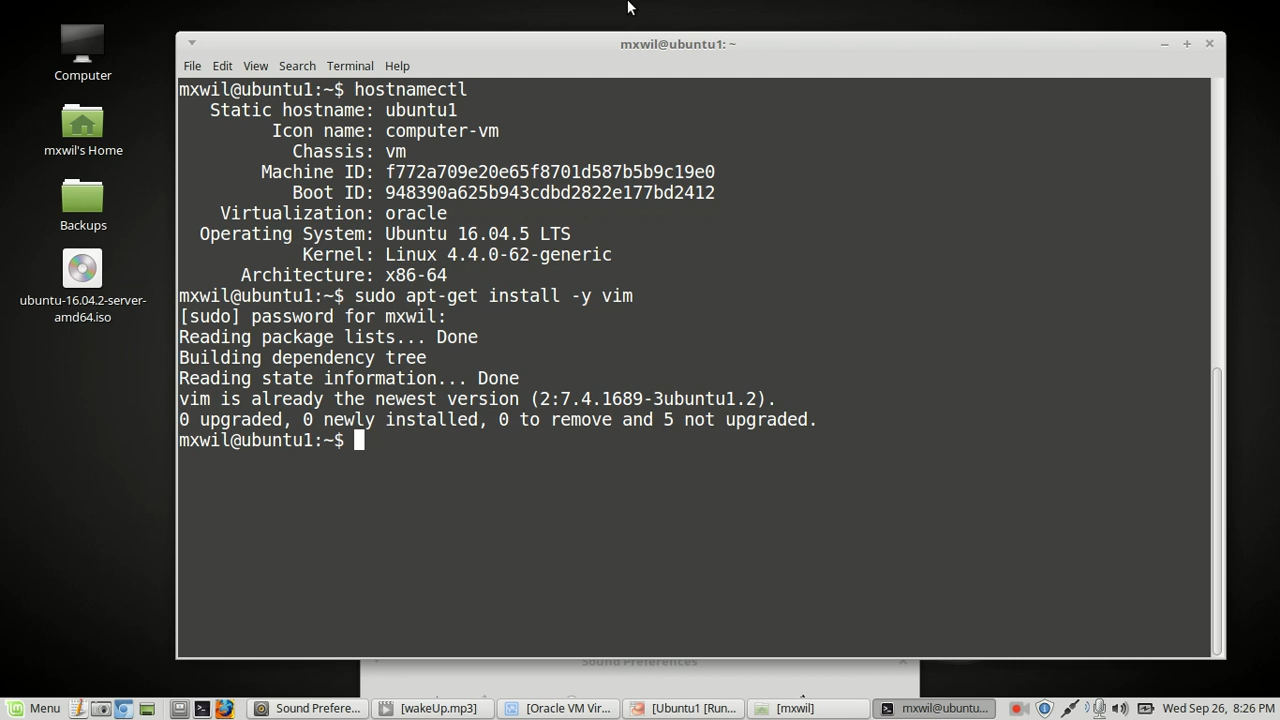 Computer
mxwil's Home
Backups
ubuntu-16.04.2-server-
amd64.iso
mxwil@ubuntu1: ~
File Edit View Search Terminal Help
mxwil@ubuntu1:~$ hostnamectl
Static hostname: ubuntu1
Icon name: computer-vm
Chassis: vm
Machine ID: f772a709e20e65f8701d587b5b9c19e0
Boot ID: 948390a625b943cdbd2822e177bd2412
Virtualization: oracle
Operating System: Ubuntu 16.04.5 LTS
Kernel: Linux 4.4.0-62-generic
Architecture: x86-64
mxwil@ubuntu1:~$ sudo apt-get install -y vim
[sudo] password for mxwil:
Reading package lists... Done
Building dependency tree
Reading state information... Done
vim is already the newest version (2:7.4.1689-3ubuntu1.2).
0 upgraded, 0 newly installed, 0 to remove and 5 not upgraded.
mxwil@ubuntu1:~$
Sound Preferences
Menu Sound Prefere... [wakeUp.mp3] [Oracle VM Vir... [Ubuntu1 [Run... [mxwil] mxwil@ubuntu... Wed Sep 26, 8:26 PM